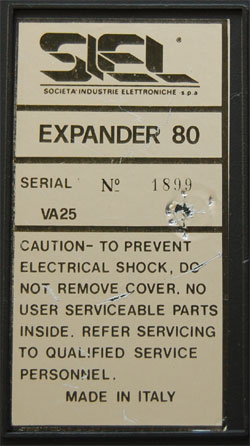 SIEL ®
SOCIETA' INDUSTRIE ELETTRONICHE s.p.a
EXPANDER 80
SERIAL Nº 1899
VA25
CAUTION- TO PREVENT
ELECTRICAL SHOCK, DO
NOT REMOVE COVER. NO
USER SERVICEABLE PARTS
INSIDE. REFER SERVICING
TO QUALIFIED SERVICE
PERSONNEL.
MADE IN ITALY